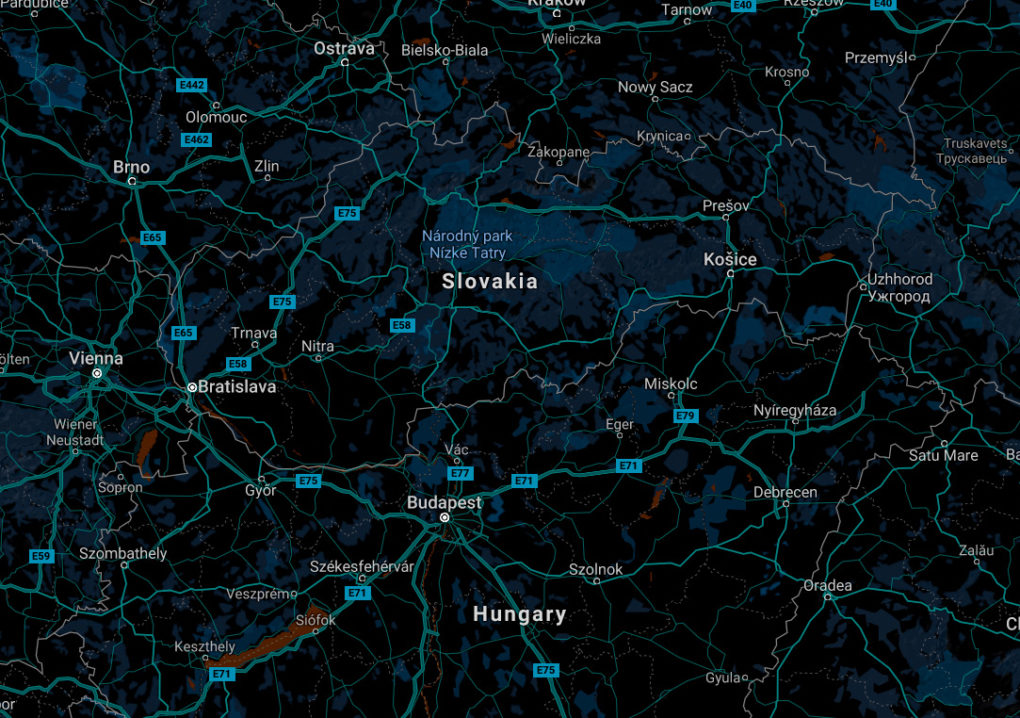 Pardubice
Kraków
Tarnow
E40
Rzeszów
E40
Ostrava
Bielsko-Biala
Wieliczka
Przemyśl
Krosno
E442
Nowy Sacz
Olomouc
E462
Krynica
Zakopane
Truskavets
Трускавець
Brno
Zlin
E75
Prešov
E65
Národný park
Nízke Tatry
Košice
Slovakia
Uzhhorod
Ужгород
E75
E65
E58
Trnava
Nitra
E58
Vienna
ölten
Bratislava
Miskolc
E79
Nyíregyháza
Wiener
Neustadt
Eger
Vác
Satu Mare
E71
E77
E75
E71
Sopron
Győr
Debrecen
Budapest
E59
Szombathely
Zalău
Székesfehérvár
Szolnok
Oradea
Veszprém
E71
Siófok
Hungary
Keszthely
E71
E75
Gyula